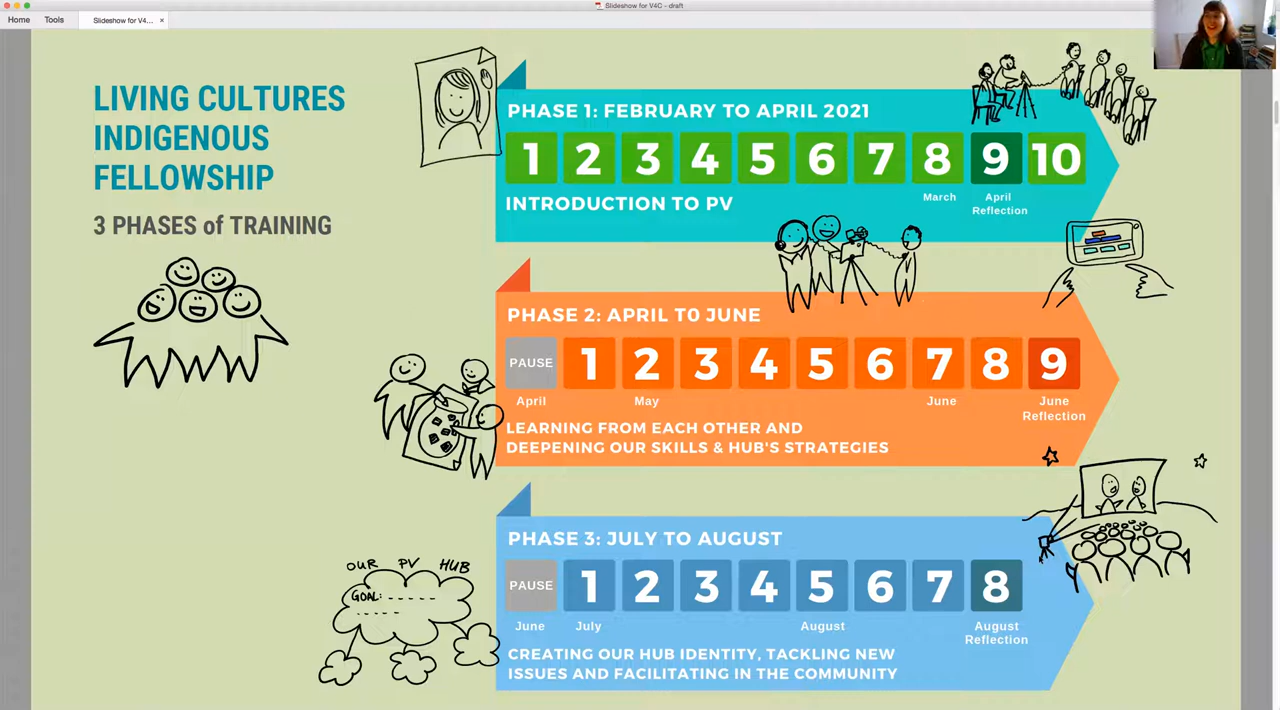 Slideshow for V4C - draft
Home
Tools
Slideshow for V4... ×
LIVING CULTURES
INDIGENOUS
FELLOWSHIP
3 PHASES of TRAINING
PHASE 1: FEBRUARY TO APRIL 2021
1 2 3 4 5 6 7 8 9 10
March
April
Reflection
INTRODUCTION TO PV
PHASE 2: APRIL TO JUNE
PAUSE 1 2 3 4 5 6 7 8 9
April
May
June
June
Reflection
LEARNING FROM EACH OTHER AND
DEEPENING OUR SKILLS & HUB'S STRATEGIES
PHASE 3: JULY TO AUGUST
PAUSE 1 2 3 4 5 6 7 8
June
July
August
August
Reflection
CREATING OUR HUB IDENTITY, TACKLING NEW
ISSUES AND FACILITATING IN THE COMMUNITY
OUR PV HUB
GOAL: - - - - -